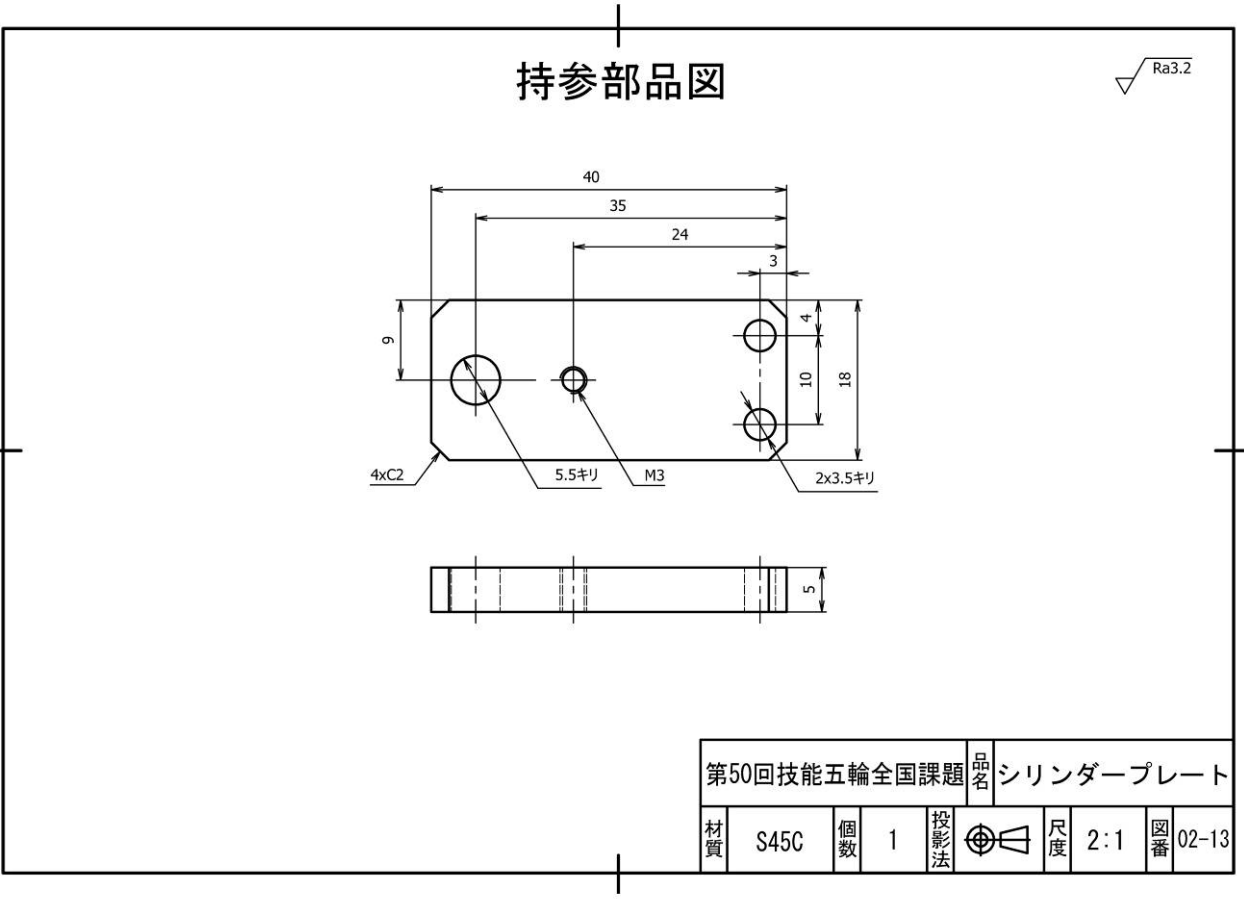 持参部品図
Ra3.2
40
35
24
3
9
4
10
18
4xC2
5.5キリ
M3
2x3.5キリ
5
第50回技能五輪全国課題
品名
シリンダープレート
材質
S45C
個数
1
投影法
尺度
2:1
図番
02-13